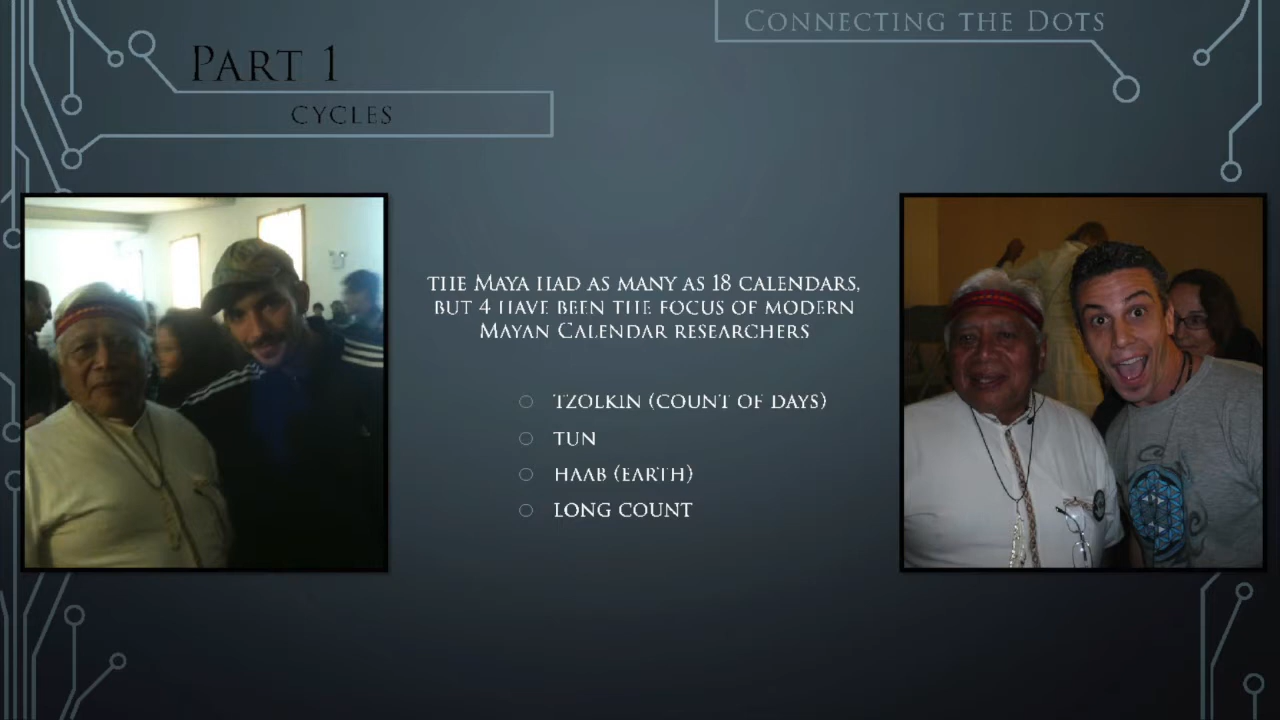 Connecting the Dots
Part 1
cycles
the Maya had as many as 18 calendars,
but 4 have been the focus of modern
Mayan Calendar researchers
tzolkin (count of days)
tun
haab (earth)
long count